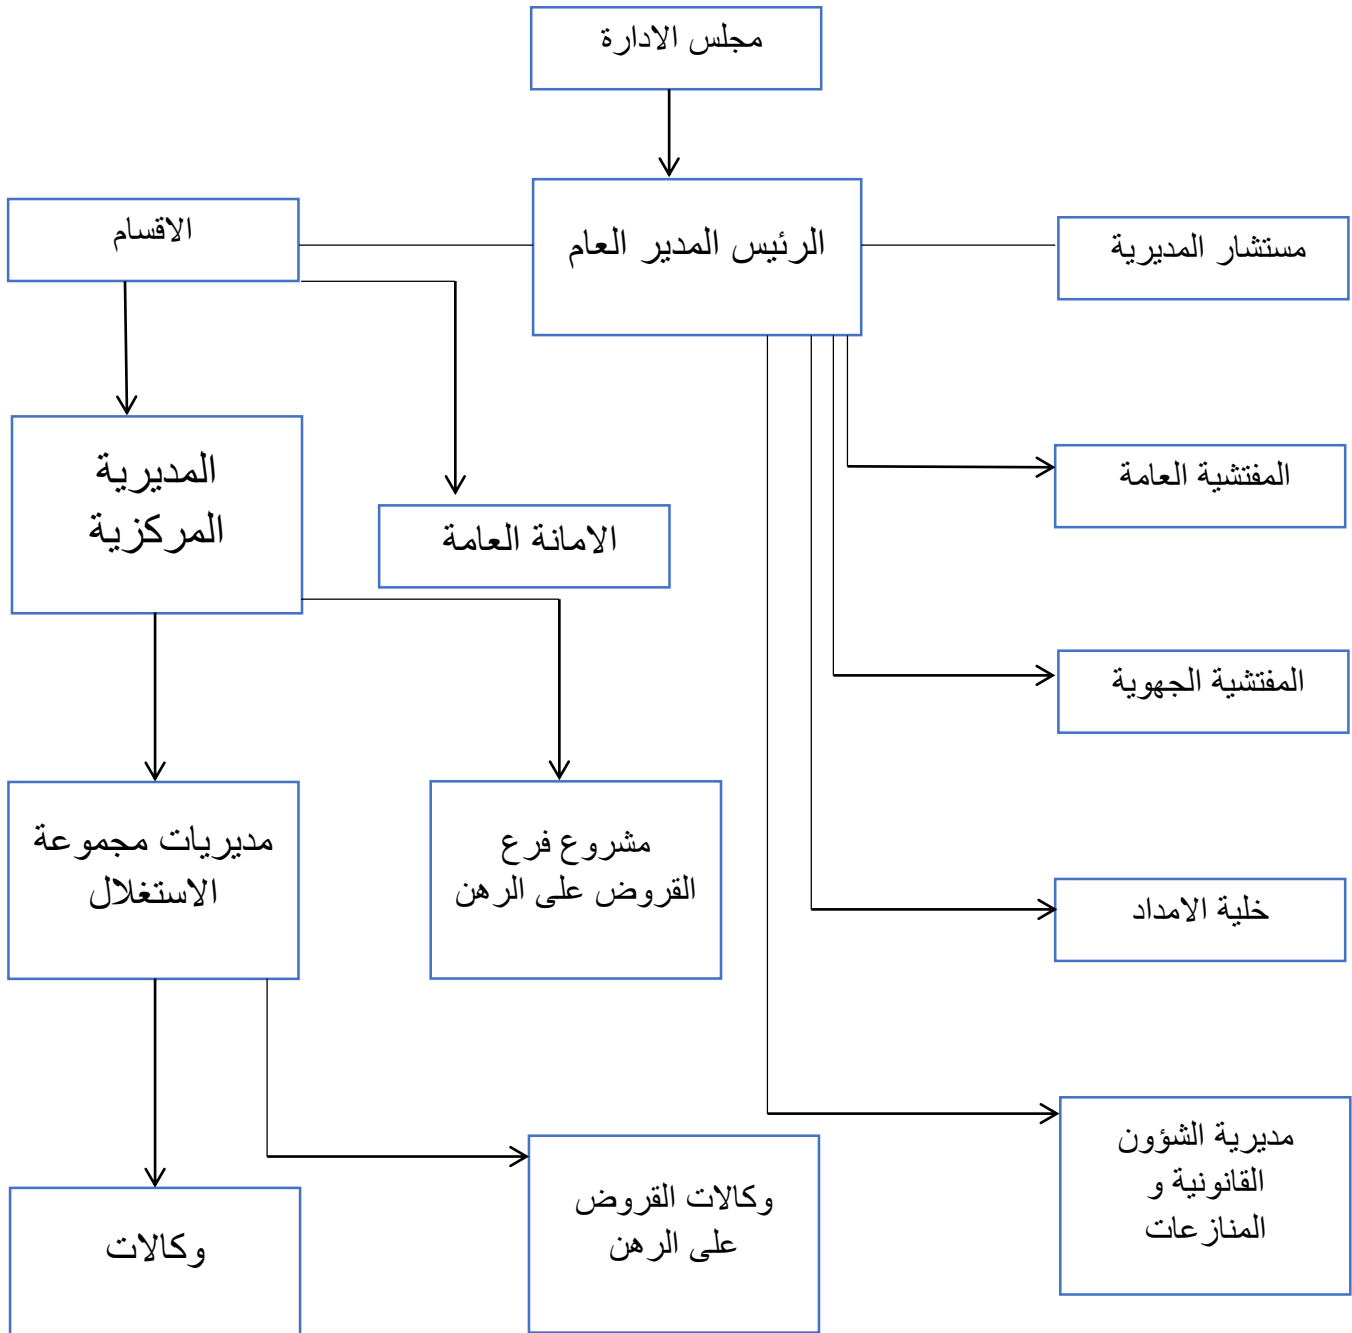 مجلس الادارة
الرئيس المدير العام
مستشار المديرية
الاقسام
المفتشية العامة
المديرية
المركزية
الامانة العامة
المفتشية الجهوية
مديريات مجموعة
الاستغلال
مشروع فرع
القروض على الرهن
خلية الامداد
مديرية الشؤون
القانونية و
المنازعات
وكالات القروض
على الرهن
وكالات